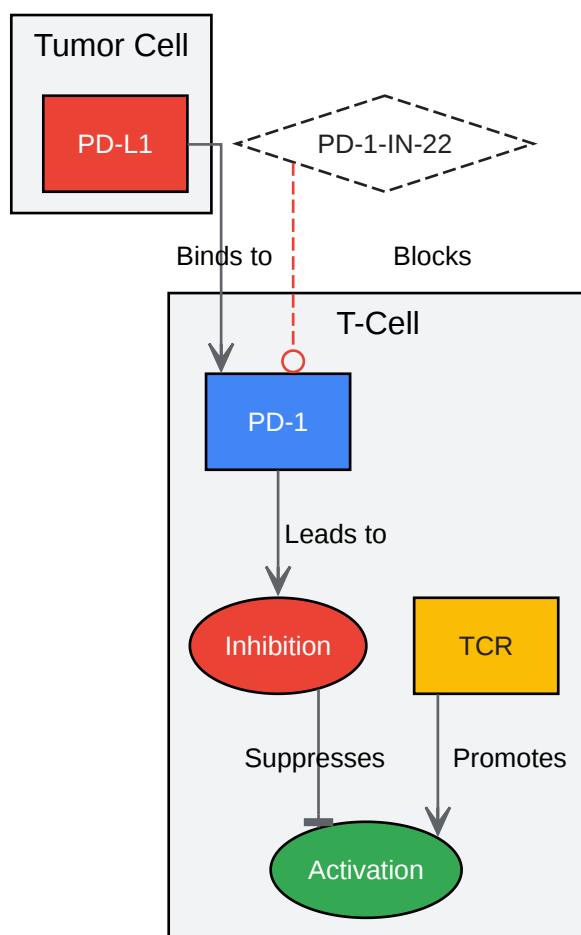 Tumor Cell
PD-L1
PD-1-IN-22
Binds to
Blocks
T-Cell
PD-1
Leads to
Inhibition
TCR
Suppresses
Promotes
Activation